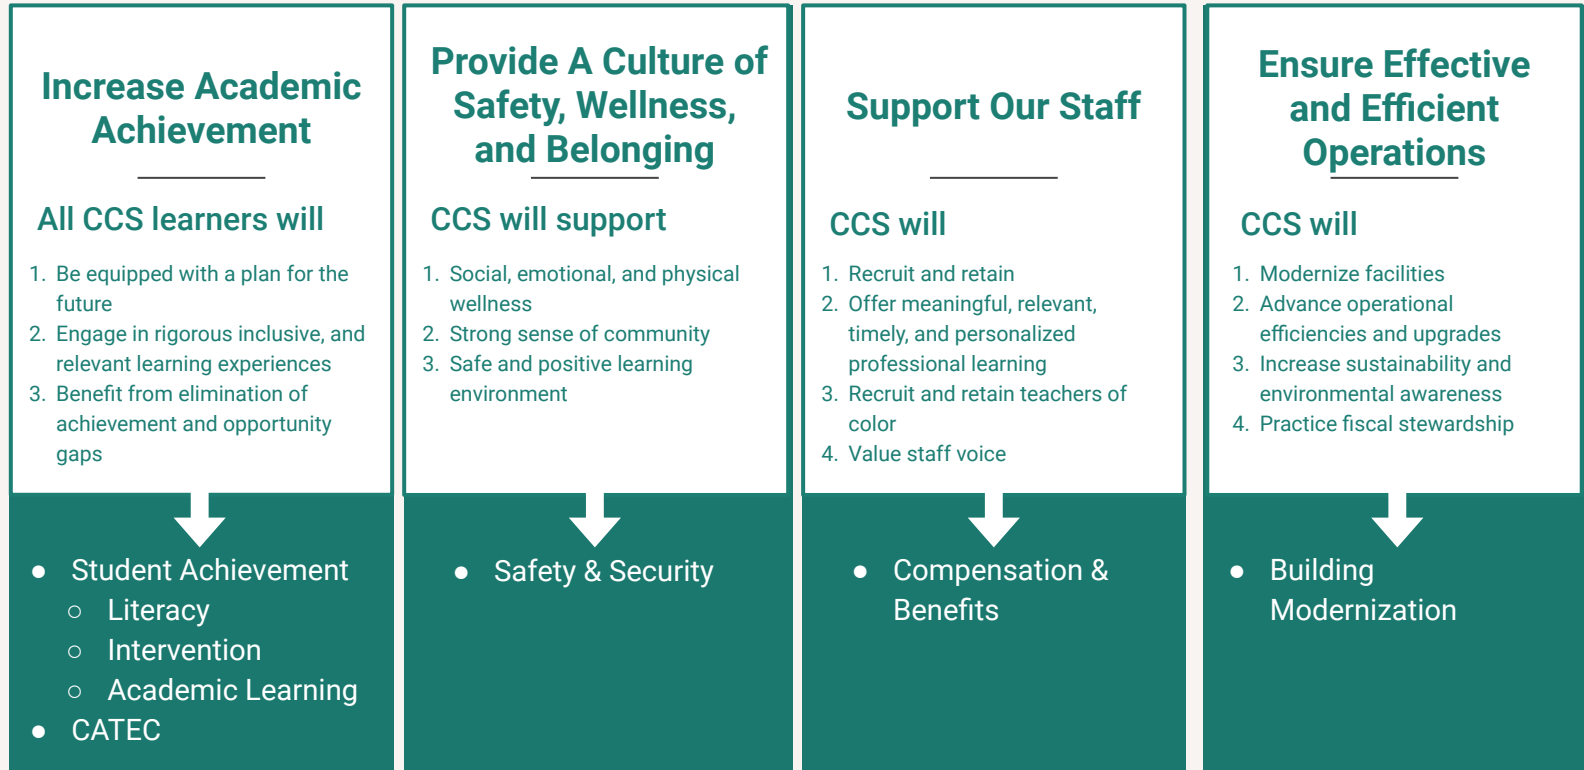 Increase Academic
Achievement
All CCS learners will
1. Be equipped with a plan for the
future
2. Engage in rigorous inclusive, and
relevant learning experiences
3. Benefit from elimination of
achievement and opportunity
gaps
● Student Achievement
○ Literacy
○ Intervention
○ Academic Learning
● CATEC
Provide A Culture of
Safety, Wellness,
and Belonging
CCS will support
1. Social, emotional, and physical
wellness
2. Strong sense of community
3. Safe and positive learning
environment
● Safety & Security
Support Our Staff
CCS will
1. Recruit and retain
2. Offer meaningful, relevant,
timely, and personalized
professional learning
3. Recruit and retain teachers of
color
4. Value staff voice
● Compensation &
Benefits
Ensure Effective
and Efficient
Operations
CCS will
1. Modernize facilities
2. Advance operational
efficiencies and upgrades
3. Increase sustainability and
environmental awareness
4. Practice fiscal stewardship
● Building
Modernization